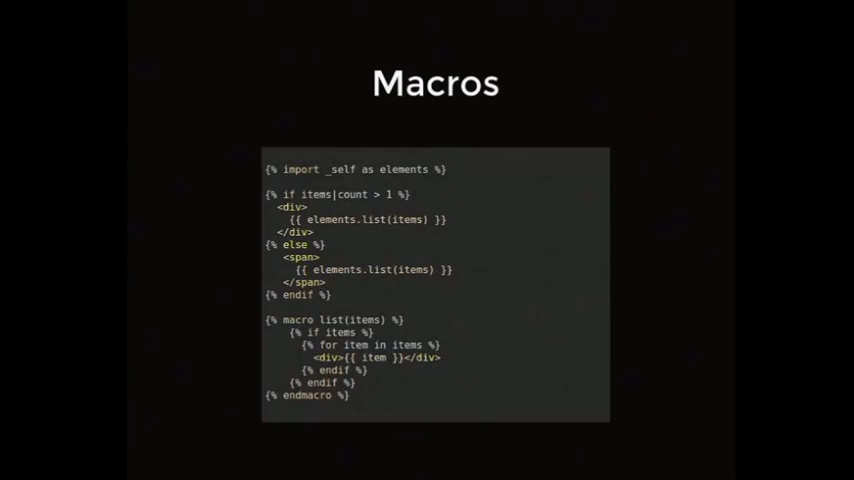 Macros
{% import _self as elements %}
{% if items|count > 1 %}
<div>
{{ elements.list(items) }}
</div>
{% else %}
<span>
{{ elements.list(items) }}
</span>
{% endif %}
{% macro list(items) %}
{% if items %}
{% for item in items %}
<div>{{ item }}</div>
{% endif %}
{% endif %}
{% endmacro %}